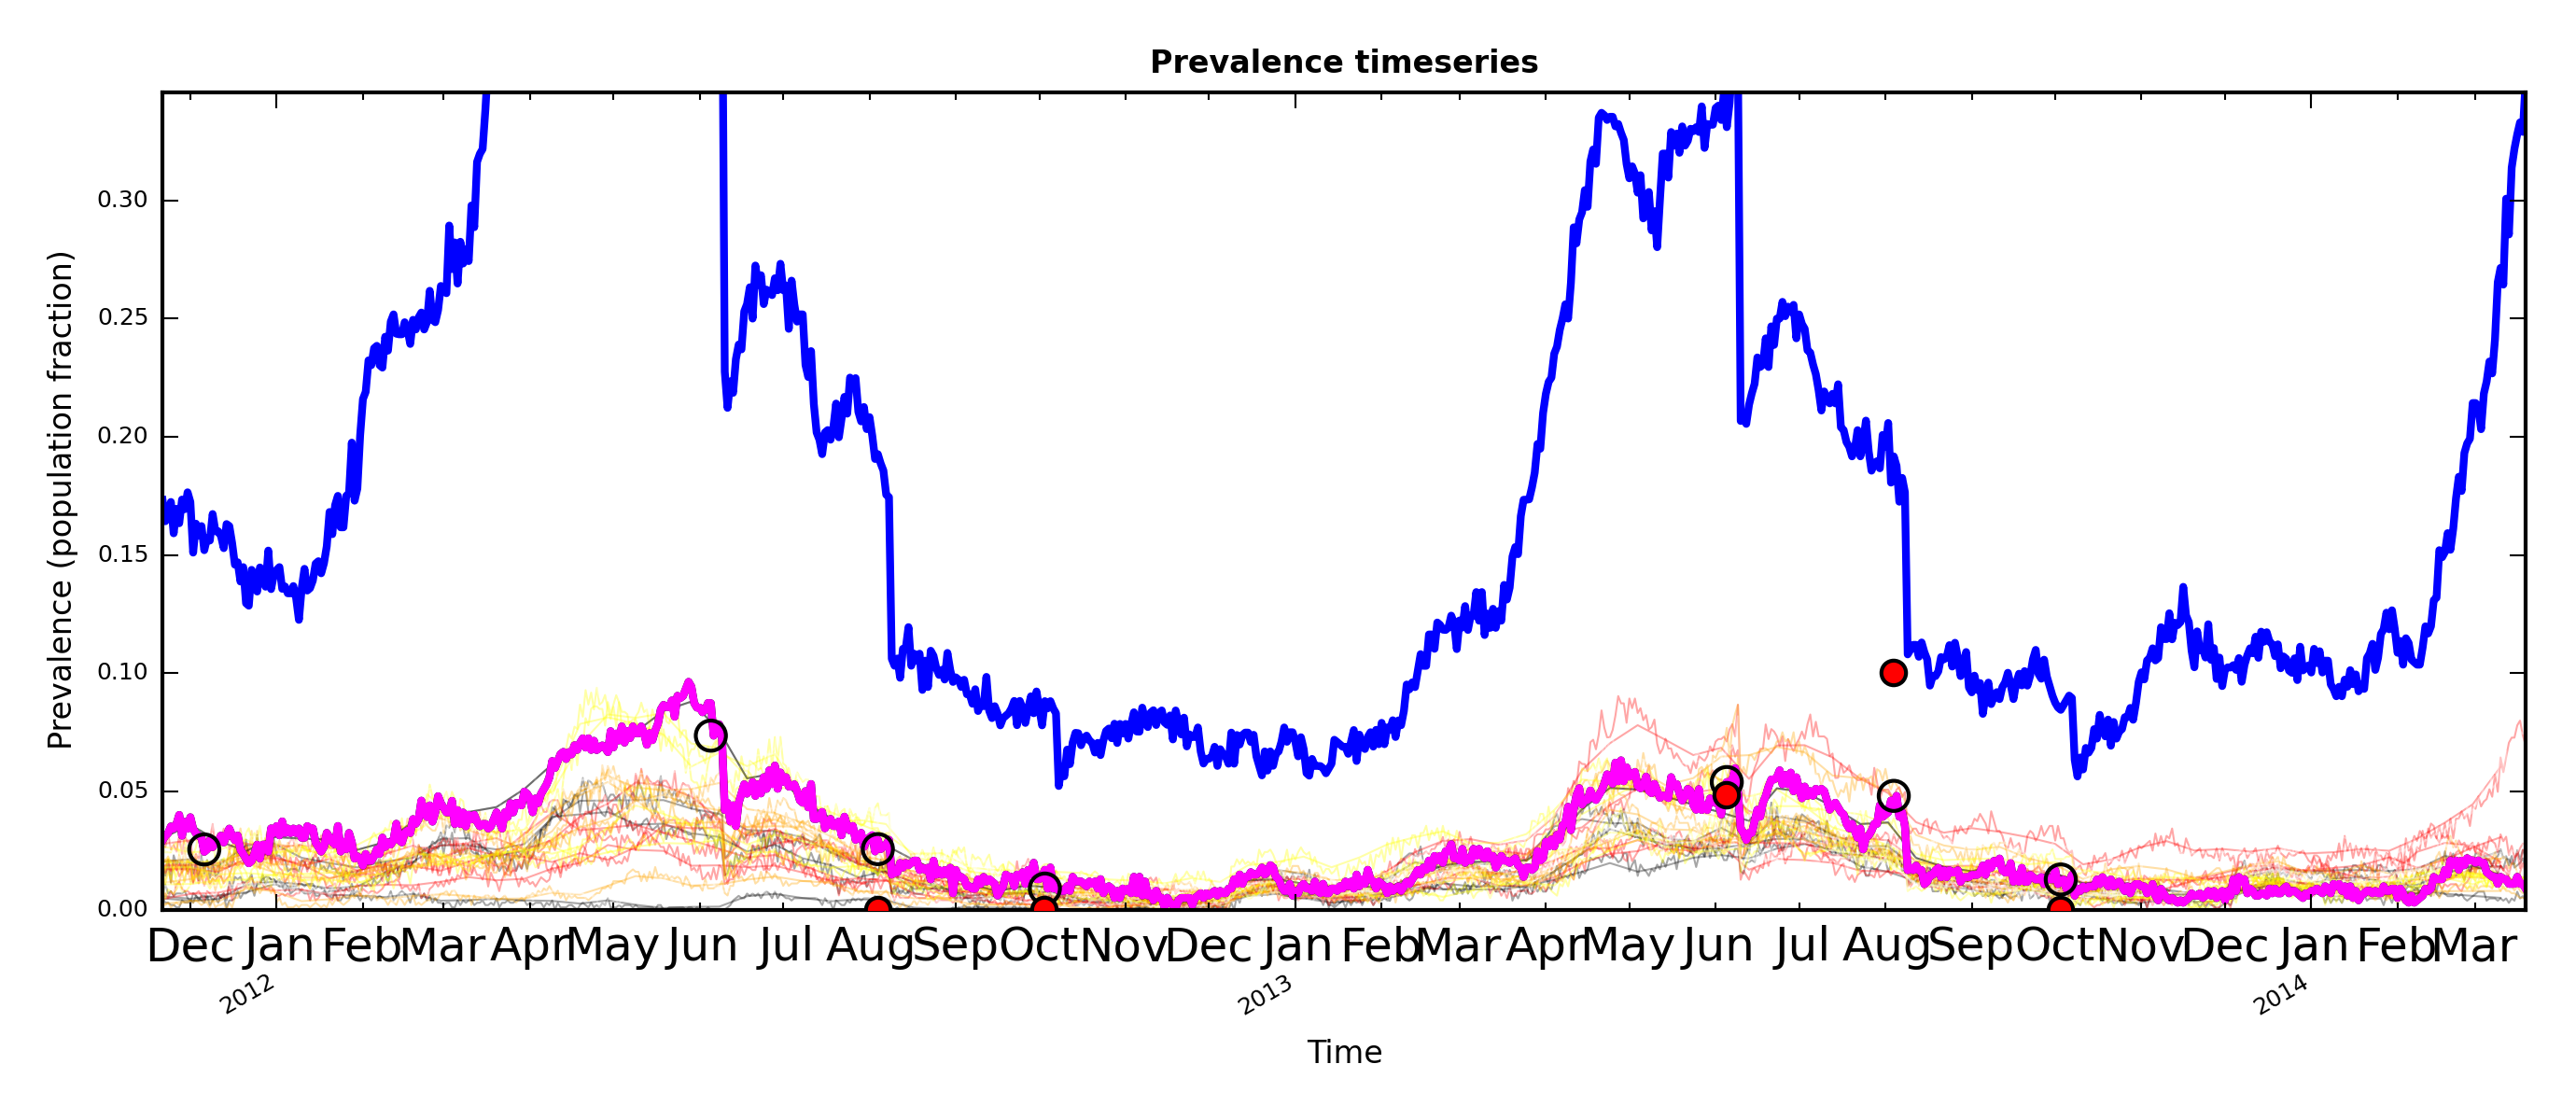 Prevalence timeseries
Prevalence (population fraction)
0.30
0.25
0.20
0.15
0.10
0.05
0.00
Dec Jan Feb Mar Apr May Jun Jul Aug Sep Oct Nov Dec Jan Feb Mar Apr May Jun Jul Aug Sep Oct Nov Dec Jan Feb Mar
2012 2013 2014
Time